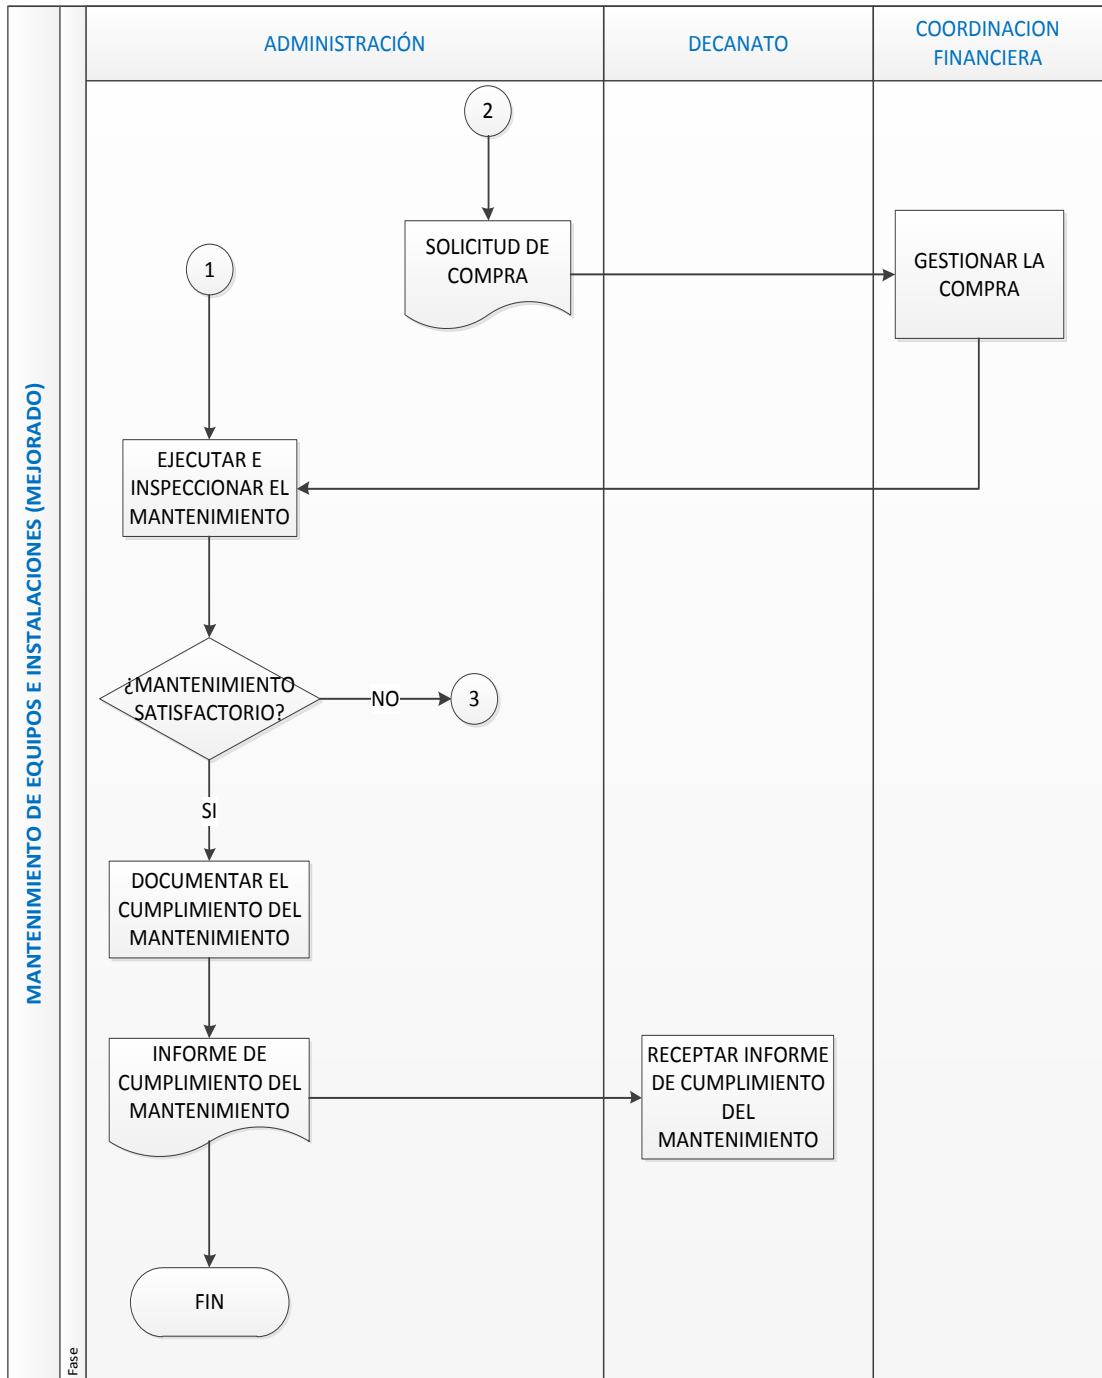 MANTENIMIENTO DE EQUIPOS E INSTALACIONES (MEJORADO)
Fase
ADMINISTRACIÓN
DECANATO
COORDINACION
FINANCIERA
2
SOLICITUD DE
COMPRA
GESTIONAR LA
COMPRA
1
EJECUTAR E
INSPECCIONAR EL
MANTENIMIENTO
¿MANTENIMIENTO
SATISFACTORIO?
NO
3
SI
DOCUMENTAR EL
CUMPLIMIENTO DEL
MANTENIMIENTO
INFORME DE
CUMPLIMIENTO DEL
MANTENIMIENTO
RECEPTAR INFORME
DE CUMPLIMIENTO
DEL
MANTENIMIENTO
FIN